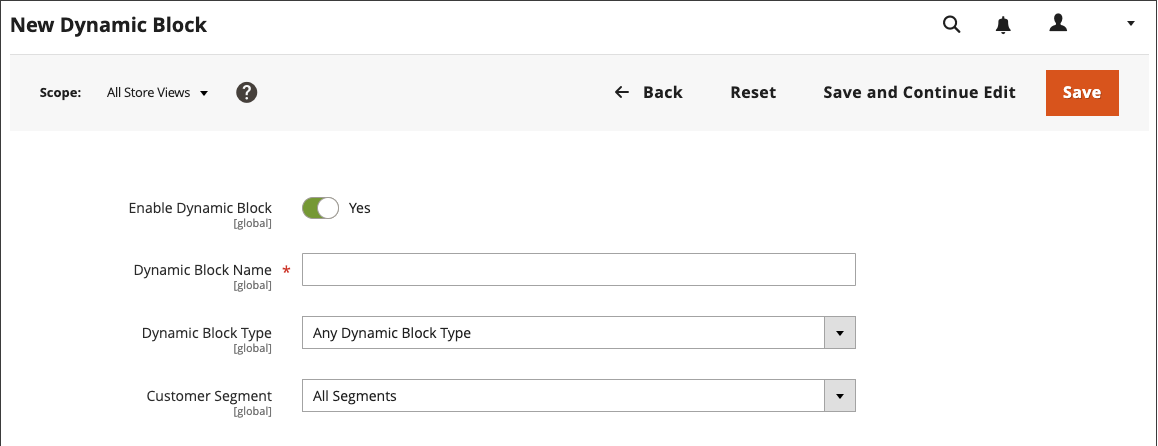 New Dynamic Block
Scope: All Store Views ? Back Reset Save and Continue Edit Save
Enable Dynamic Block Yes
[global]
Dynamic Block Name *
[global]
Dynamic Block Type Any Dynamic Block Type
[global]
Customer Segment All Segments
[global]